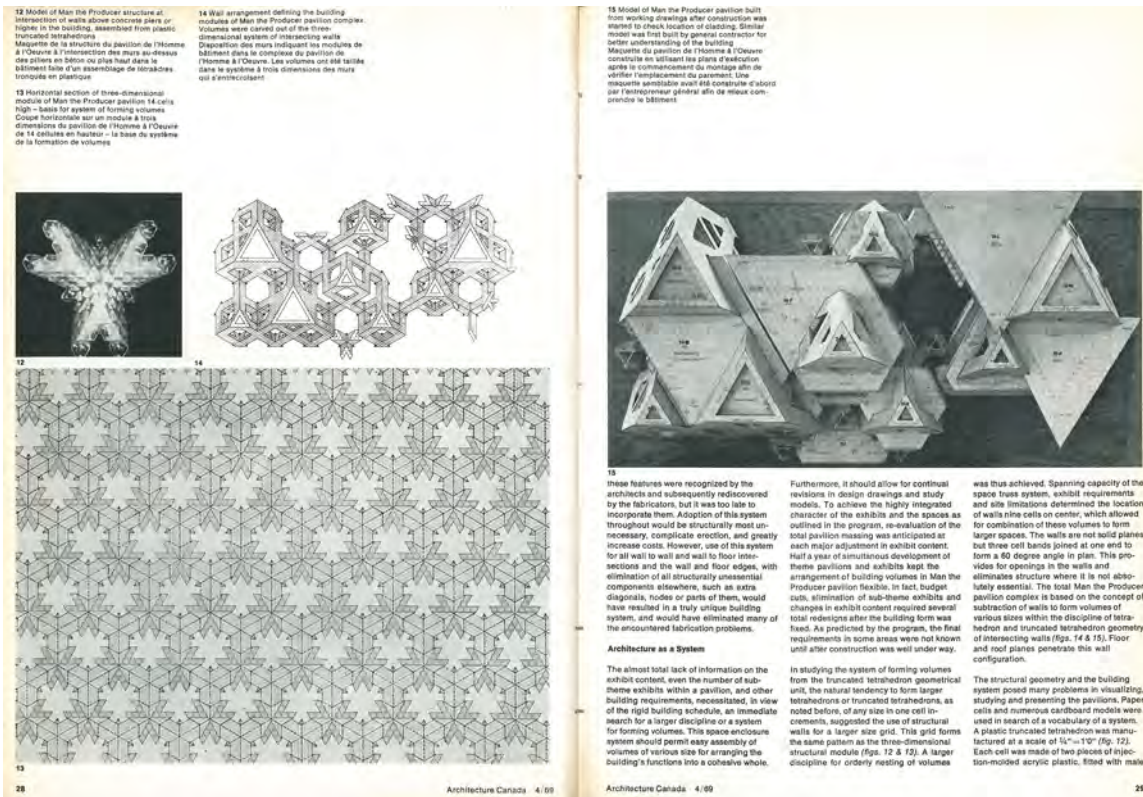 12 Model of Man the Producer structure at
intersection of walls above concrete piers or
higher in the building, assembled from plastic
truncated tetrahedrons
Maquette de la structure du pavillon de l'Homme
à l'Oeuvre à l'intersection des murs au-dessus
des piliers en béton ou plus haut dans le
bâtiment faite d'un assemblage de tétraèdres
tronqués en plastique
13 Horizontal section of three-dimensional
module of Man the Producer pavilion 14 cells
high – basis for system of forming volumes
Coupe horizontale sur un module à trois
dimensions du pavillon de l'Homme à l'Oeuvre
de 14 cellules en hauteur – la base du système
de la formation de volumes
14 Wall arrangement defining the building
modules of Man the Producer pavilion complex.
Volumes were carved out of the three-
dimensional system of intersecting walls
Disposition des murs indiquant les modules de
bâtiment dans le complexe du pavillon de
l'Homme à l'Oeuvre. Les volumes ont été taillés
dans le système à trois dimensions des murs
qui s'entrecroisent
12
14
13
28
Architecture Canada 4/69
15 Model of Man the Producer pavilion built
from working drawings after construction was
started to check location of cladding. Similar
model was first built by general contractor for
better understanding of the building
Maquette du pavillon de l'Homme à l'Oeuvre
construite en utilisant les plans d'exécution
après le commencement du montage afin de
vérifier l'emplacement du parement. Une
maquette semblable avait été construite d'abord
par l'entrepreneur général afin de mieux com-
prendre le bâtiment
15
these features were recognized by the
architects and subsequently rediscovered
by the fabricators, but it was too late to
incorporate them. Adoption of this system
throughout would be structurally most un-
necessary, complicate erection, and greatly
increase costs. However, use of this system
for all wall to wall and wall to floor inter-
sections and the wall and floor edges, with
elimination of all structurally unessential
components elsewhere, such as extra
diagonals, nodes or parts of them, would
have resulted in a truly unique building
system, and would have eliminated many of
the encountered fabrication problems.
Architecture as a System
The almost total lack of information on the
exhibit content, even the number of sub-
theme exhibits within a pavilion, and other
building requirements, necessitated, in view
of the rigid building schedule, an immediate
search for a larger discipline or a system
for forming volumes. This space enclosure
system should permit easy assembly of
volumes of various size for arranging the
building's functions into a cohesive whole.
Furthermore, it should allow for continual
revisions in design drawings and study
models. To achieve the highly integrated
character of the exhibits and the spaces as
outlined in the program, re-evaluation of the
total pavilion massing was anticipated at
each major adjustment in exhibit content.
Half a year of simultanous development of
theme pavilions and exhibits kept the
arrangement of building volumes in Man the
Producer pavilion flexible. In fact, budget
cuts, elimination of sub-theme exhibits and
changes in exhibit content required several
total redesigns after the building form was
fixed. As predicted by the program, the final
requirements in some areas were not known
until after construction was well under way.
In studying the system of forming volumes
from the truncated tetrahedron geometrical
unit, the natural tendency to form larger
tetrahedrons or truncated tetrahedrons, as
noted before, of any size in one cell in-
crements, suggested the use of structural
walls for a larger size grid. This grid forms
the same pattern as the three-dimensional
structural module (figs. 12 & 13). A larger
discipline for orderly nesting of volumes
was thus achieved. Spanning capacity of the
space truss system, exhibit requirements
and site limitations determined the location
of walls nine cells on center, which allowed
for combination of these volumes to form
larger spaces. The walls are not solid planes
but three cell bands joined at one end to
form a 60 degree angle in plan. This pro-
vides for openings in the walls and
eliminates structure where it is not abso-
lutely essential. The total Man the Producer
pavilion complex is based on the concept of
subtraction of walls to form volumes of
various sizes within the discipline of tetra-
hedron and truncated tetrahedron geometry
of intersecting walls (figs. 14 & 15). Floor
and roof planes penetrate this wall
configuration.
The structural geometry and the building
system posed many problems in visualizing,
studying and presenting the pavilions. Paper
cells and numerous cardboard models were
used in search of a vocabulary of a system.
A plastic truncated tetrahedron was manu-
factured at a scale of ¾"=1'0" (fig. 12).
Each cell was made of two pieces of injec-
tion-molded acrylic plastic, fitted with male
Architecture Canada 4/69
29